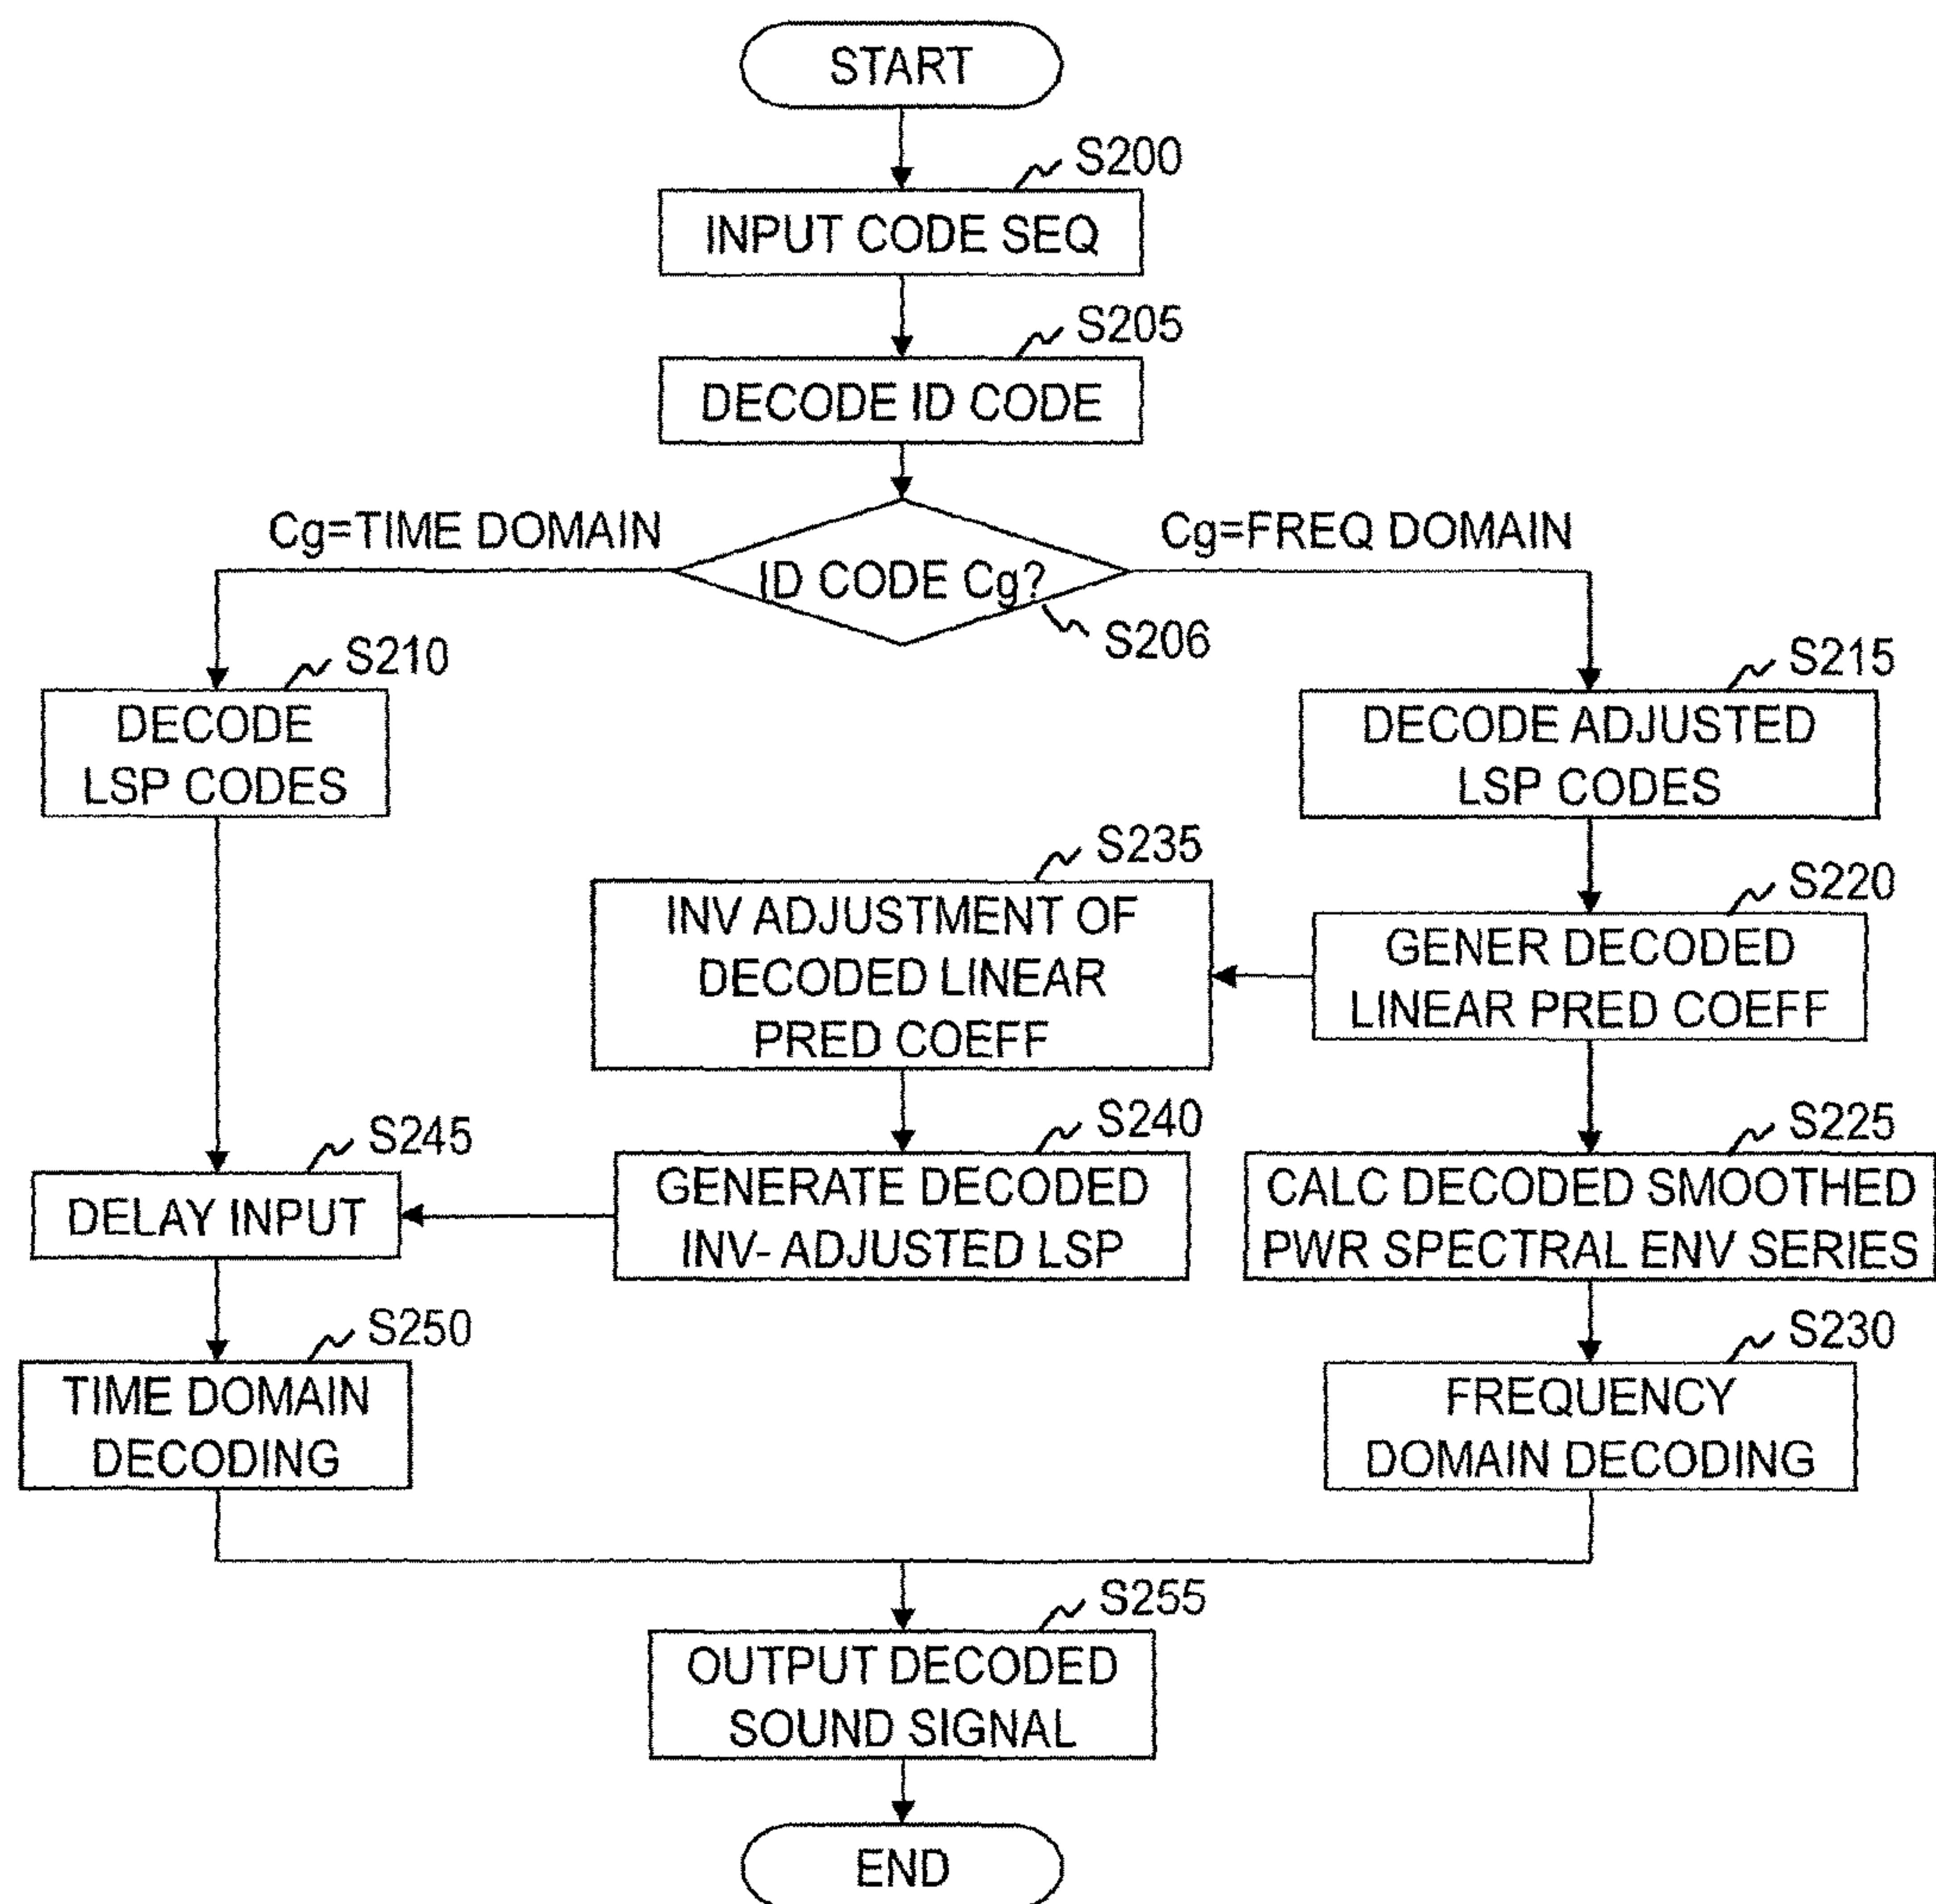 START
S200
INPUT CODE SEQ
S205
DECODE ID CODE
Cg=TIME DOMAIN
Cg=FREQ DOMAIN
ID CODE Cg?
S206
S210
DECODE
LSP CODES
S215
DECODE ADJUSTED
LSP CODES
S235
INV ADJUSTMENT OF
DECODED LINEAR
PRED COEFF
S220
GENER DECODED
LINEAR PRED COEFF
S245
DELAY INPUT
S240
GENERATE DECODED
INV- ADJUSTED LSP
S225
CALC DECODED SMOOTHED
PWR SPECTRAL ENV SERIES
S250
TIME DOMAIN
DECODING
S230
FREQUENCY
DOMAIN DECODING
S255
OUTPUT DECODED
SOUND SIGNAL
END